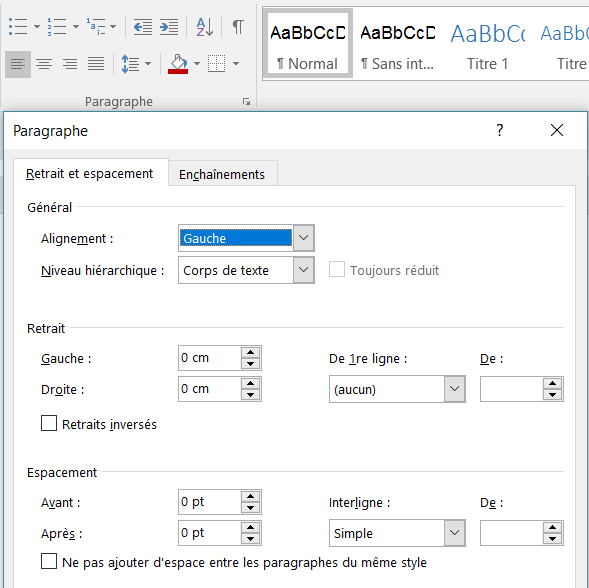 AaBbCcD AaBbCcD AaBbCc AaBb
¶ Normal ¶ Sans int... Titre 1 Titre
Paragraphe
Paragraphe ?
Retrait et espacement Enchaînements
Général
Alignement : Gauche
Niveau hiérarchique : Corps de texte Toujours réduit
Retrait
Gauche : 0 cm De 1re ligne : De :
Droite : 0 cm (aucun)
Retraits inversés
Espacement
Avant : 0 pt Interligne : De :
Après : 0 pt Simple
Ne pas ajouter d'espace entre les paragraphes du même style